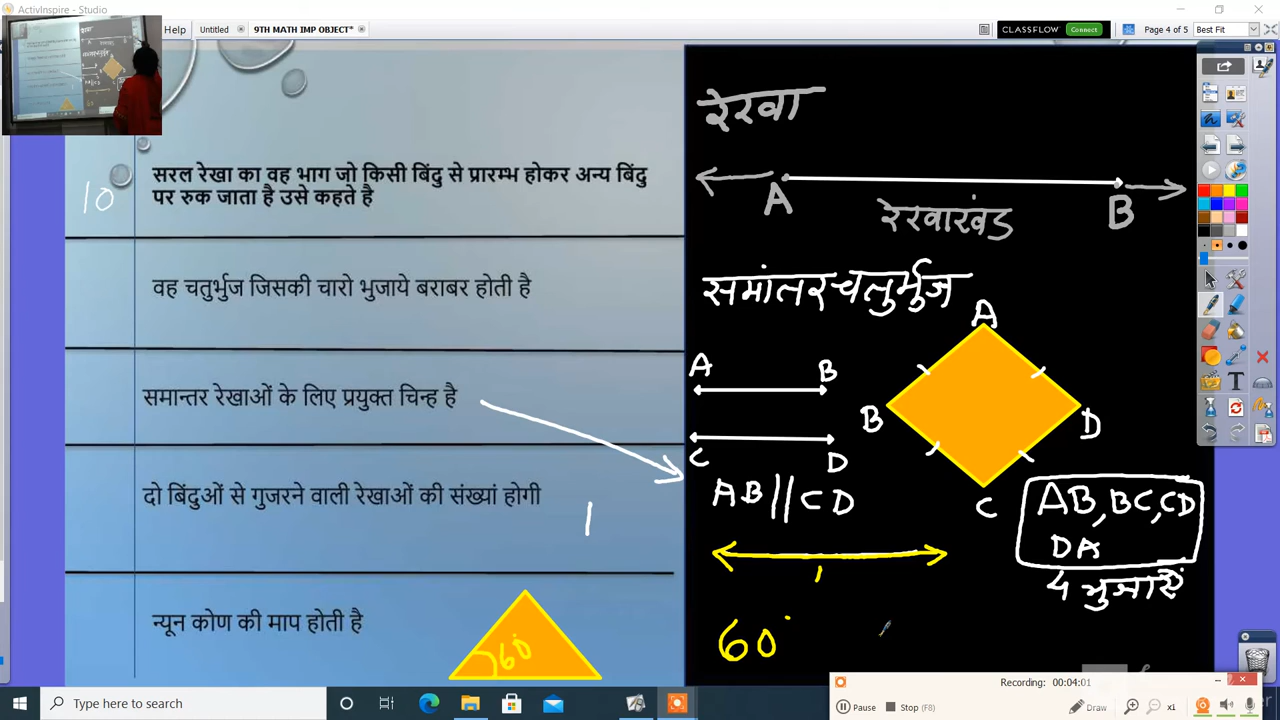 ActivInspire - Studio
Help
Untitled
9TH MATH IMP OBJECT*
CLASSFLOW
Connect
Page 4 of 5
Best Fit
10
सरल रेखा का वह भाग जो किसी बिंदु से प्रारम्भ होकर अन्य बिंदु
पर रुक जाता है उसे कहते है
वह चतुर्भुज जिसकी चारो भुजाये बराबर होती है
समान्तर रेखाओं के लिए प्रयुक्त चिन्ह है
दो बिंदुओं से गुजरने वाली रेखाओं की संख्यां होगी
1
न्यून कोण की माप होती है
60°
रेखा
A
B
रेखाखंड
समांतरचतुर्भुज
A
B
C
D
AB||CD
A
B
D
C
AB,BC,CD
DA
4 भुजाएं
1
60°
Recording: 00:04:01
Pause
Stop (F8)
Draw
x1
Type here to search